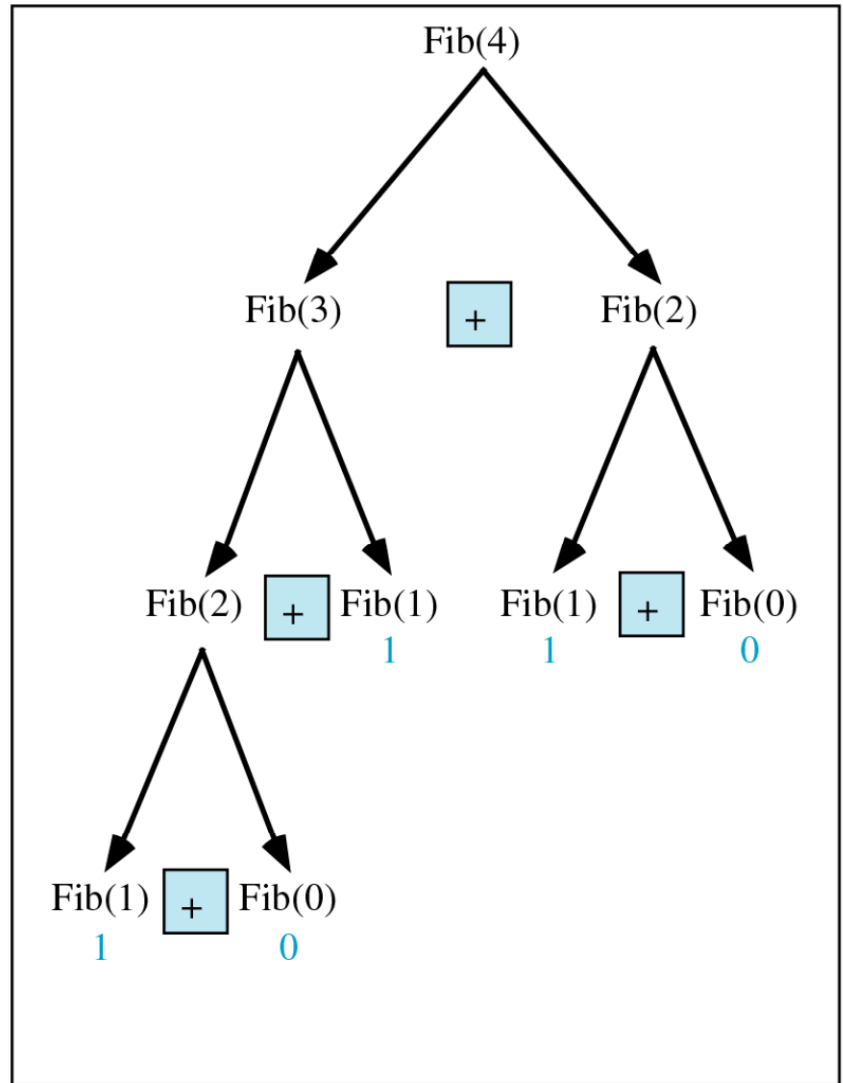 Fib(4)
Fib(3) + Fib(2)
Fib(2) + Fib(1) Fib(1) + Fib(0)
1 1 0
Fib(1) + Fib(0)
1 0